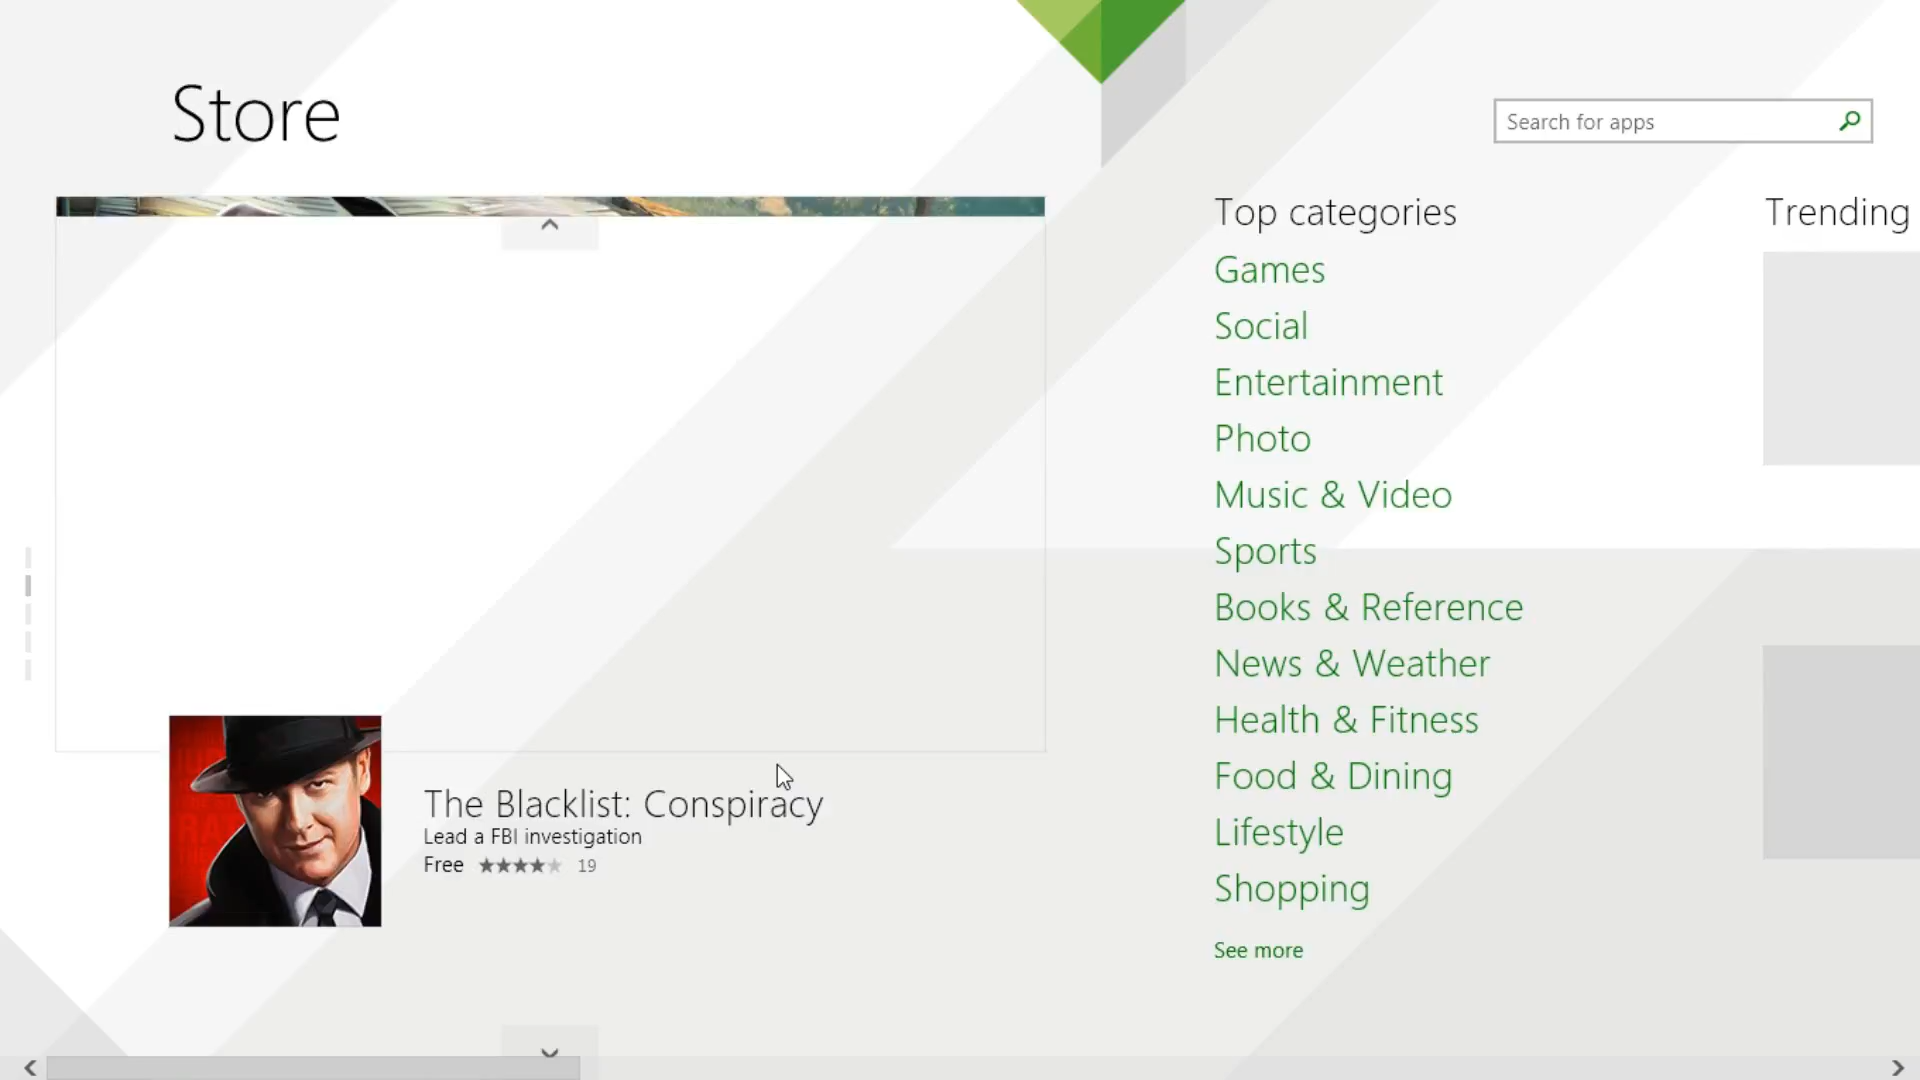 Store
Search for apps
The Blacklist: Conspiracy
Lead a FBI investigation
Free 19
Top categories
Games
Social
Entertainment
Photo
Music & Video
Sports
Books & Reference
News & Weather
Health & Fitness
Food & Dining
Lifestyle
Shopping
See more
Trending